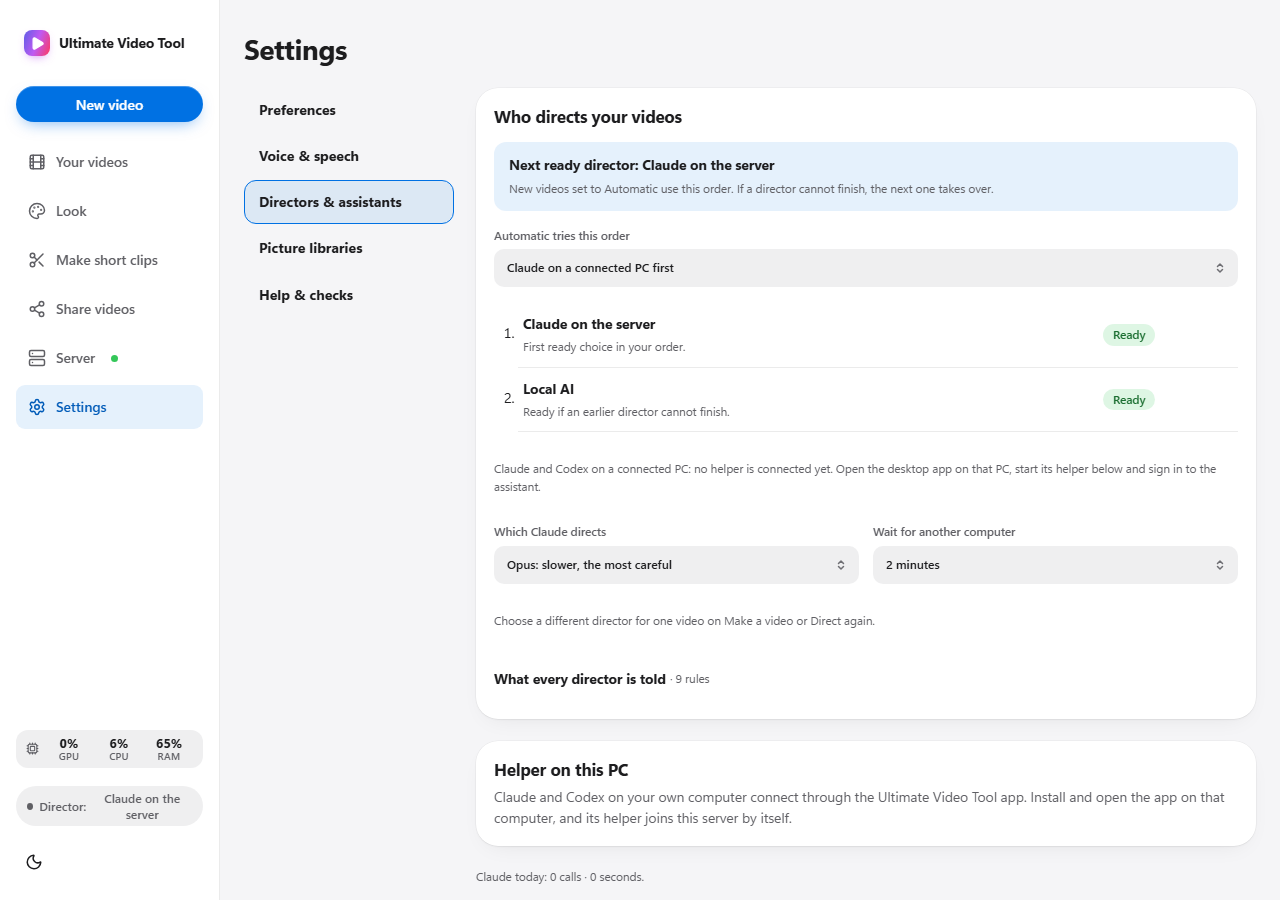 Ultimate Video Tool
New video
Your videos
Look
Make short clips
Share videos
Server
Settings
0%
GPU
6%
CPU
65%
RAM
Director:
Claude on the
server
Settings
Preferences
Voice & speech
Directors & assistants
Picture libraries
Help & checks
Who directs your videos
Next ready director: Claude on the server
New videos set to Automatic use this order. If a director cannot finish, the next one takes over.
Automatic tries this order
Claude on a connected PC first
1. Claude on the server
First ready choice in your order.
Ready
2. Local AI
Ready if an earlier director cannot finish.
Ready
Claude and Codex on a connected PC: no helper is connected yet. Open the desktop app on that PC, start its helper below and sign in to the
assistant.
Which Claude directs
Opus: slower, the most careful
Wait for another computer
2 minutes
Choose a different director for one video on Make a video or Direct again.
What every director is told · 9 rules
Helper on this PC
Claude and Codex on your own computer connect through the Ultimate Video Tool app. Install and open the app on that
computer, and its helper joins this server by itself.
Claude today: 0 calls · 0 seconds.